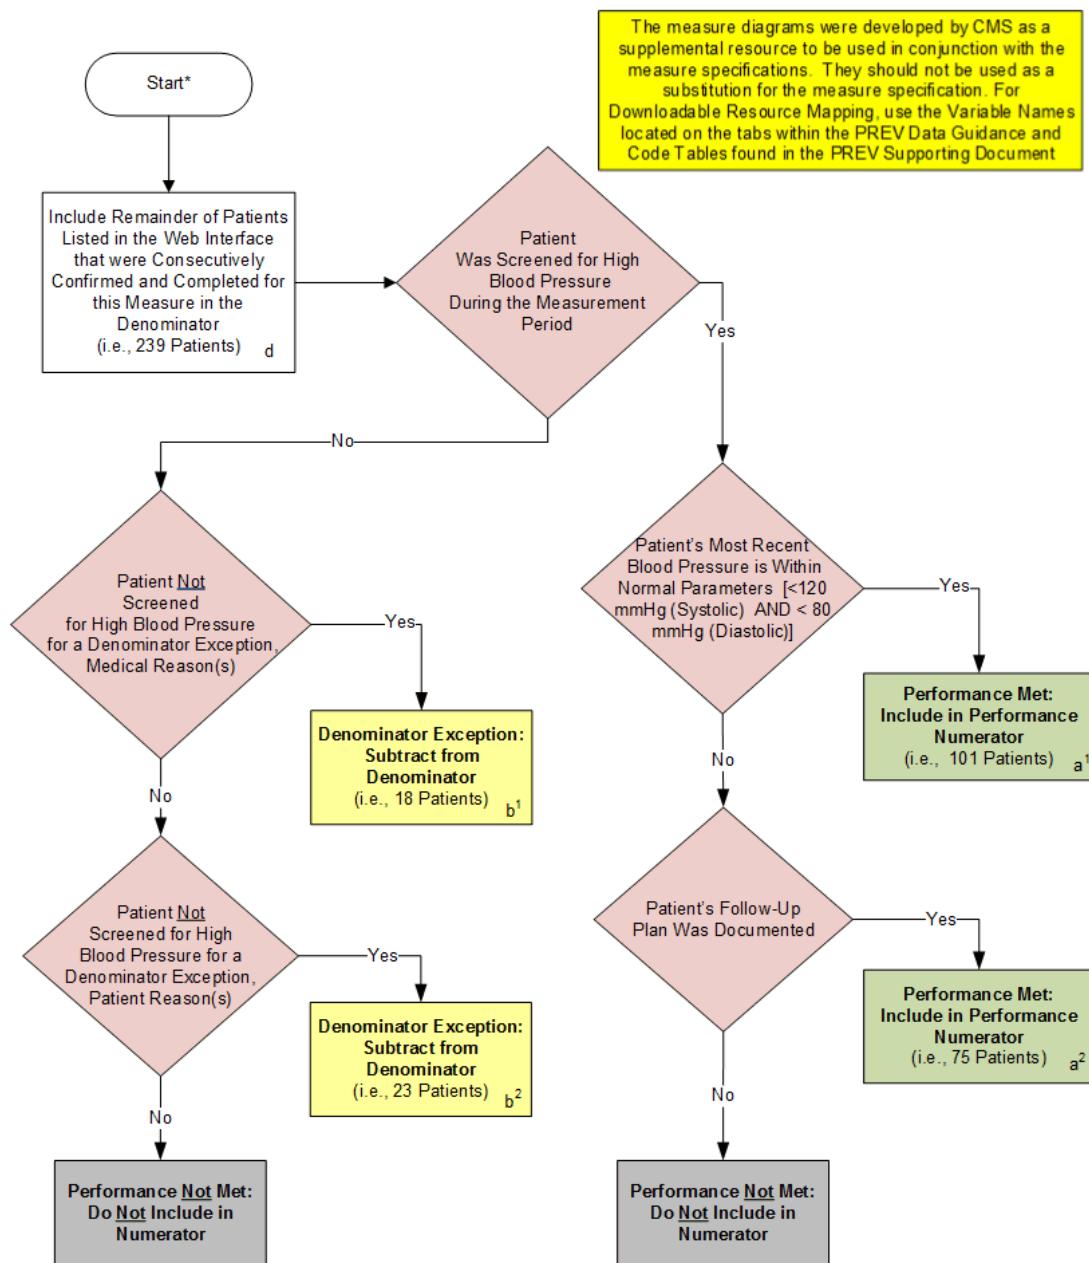 The measure diagrams were developed by CMS as a
supplemental resource to be used in conjunction with the
measure specifications. They should not be used as a
substitution for the measure specification. For
Downloadable Resource Mapping, use the Variable Names
located on the tabs within the PREV Data Guidance and
Code Tables found in the PREV Supporting Document
Start*
Include Remainder of Patients
Listed in the Web Interface
that were Consecutively
Confirmed and Completed for
this Measure in the
Denominator
(i.e., 239 Patients) d
Patient
Was Screened for High
Blood Pressure
During the Measurement
Period
Yes
No
Patient Not
Screened
for High Blood Pressure
for a Denominator Exception,
Medical Reason(s)
Yes
Denominator Exception:
Subtract from
Denominator
(i.e., 18 Patients) b¹
No
Patient Not
Screened for High
Blood Pressure for a
Denominator Exception,
Patient Reason(s)
Yes
Denominator Exception:
Subtract from
Denominator
(i.e., 23 Patients) b²
No
Performance Not Met:
Do Not Include in
Numerator
Patient's Most Recent
Blood Pressure is Within
Normal Parameters [<120
mmHg (Systolic) AND < 80
mmHg (Diastolic)]
Yes
Performance Met:
Include in Performance
Numerator
(i.e., 101 Patients) a¹
No
Patient's Follow-Up
Plan Was Documented
Yes
Performance Met:
Include in Performance
Numerator
(i.e., 75 Patients) a²
No
Performance Not Met:
Do Not Include in
Numerator